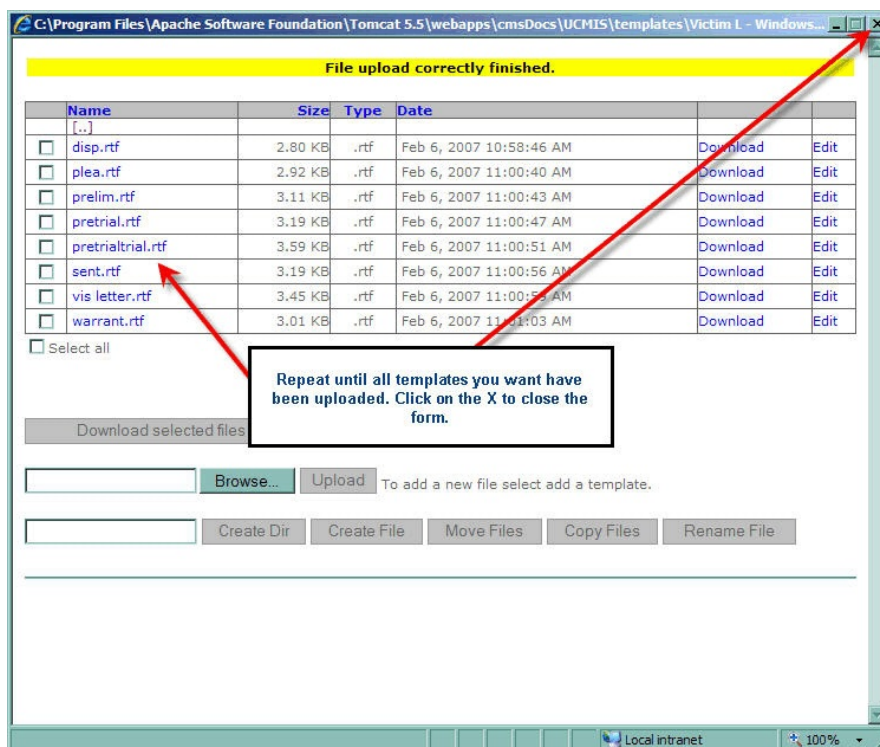 C:\Program Files\Apache Software Foundation\Tomcat 5.5\webapps\cmsDocs\UCMIS\templates\Victim L - Windows...
File upload correctly finished.
Name Size Type Date
[..]
disp.rtf 2.80 KB .rtf Feb 6, 2007 10:58:46 AM Download Edit
plea.rtf 2.92 KB .rtf Feb 6, 2007 11:00:40 AM Download Edit
prelim.rtf 3.11 KB .rtf Feb 6, 2007 11:00:43 AM Download Edit
pretrial.rtf 3.19 KB .rtf Feb 6, 2007 11:00:47 AM Download Edit
pretrialtrial.rtf 3.59 KB .rtf Feb 6, 2007 11:00:51 AM Download Edit
sent.rtf 3.19 KB .rtf Feb 6, 2007 11:00:56 AM Download Edit
vis letter.rtf 3.45 KB .rtf Feb 6, 2007 AM Download Edit
warrant.rtf 3.01 KB .rtf Feb 6, 2007 11:01:03 AM Download Edit
Select all
Repeat until all templates you want have
been uploaded. Click on the X to close the
form.
Download selected files
Browse... Upload To add a new file select add a template.
Create Dir Create File Move Files Copy Files Rename File
Local intranet 100%